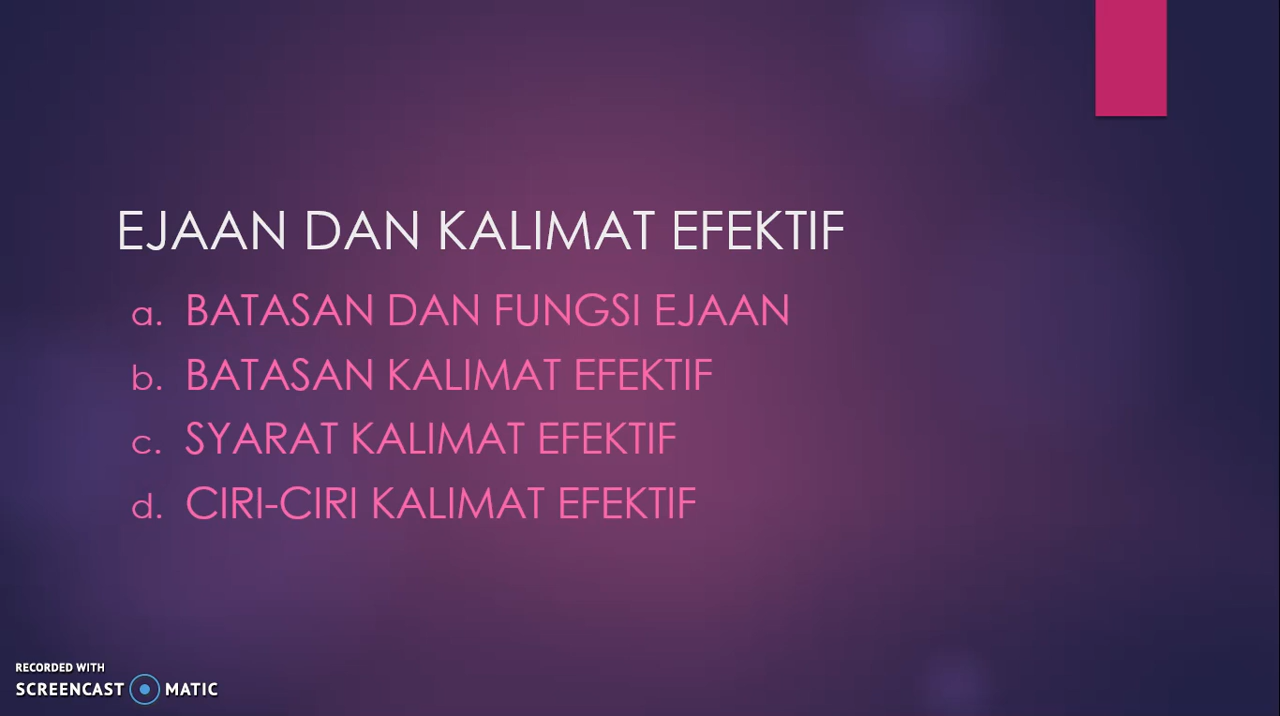 EJAAN DAN KALIMAT EFEKTIF
a. BATASAN DAN FUNGSI EJAAN
b. BATASAN KALIMAT EFEKTIF
c. SYARAT KALIMAT EFEKTIF
d. CIRI-CIRI KALIMAT EFEKTIF
RECORDED WITH
SCREENCAST MATIC